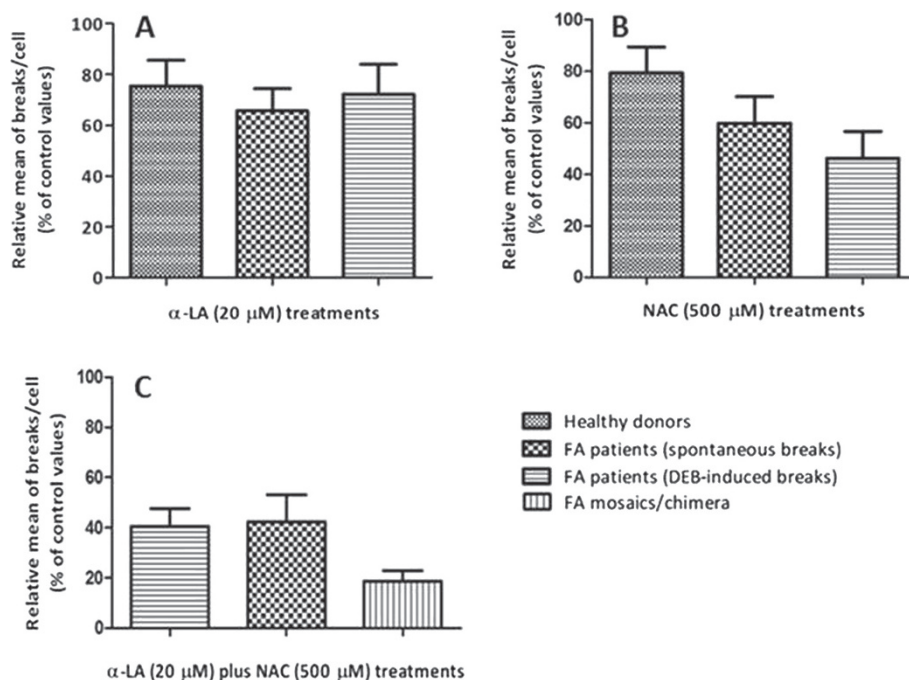 A
Relative mean of breaks/cell
(% of control values)
100
80
60
40
20
0
α-LA (20 μM) treatments
B
Relative mean of breaks/cell
(% of control values)
100
80
60
40
20
0
NAC (500 μM) treatments
C
Relative mean of breaks/cell
(% of control values)
100
80
60
40
20
0
α-LA (20 μM) plus NAC (500 μM) treatments
Healthy donors
FA patients (spontaneous breaks)
FA patients (DEB-induced breaks)
FA mosaics/chimera